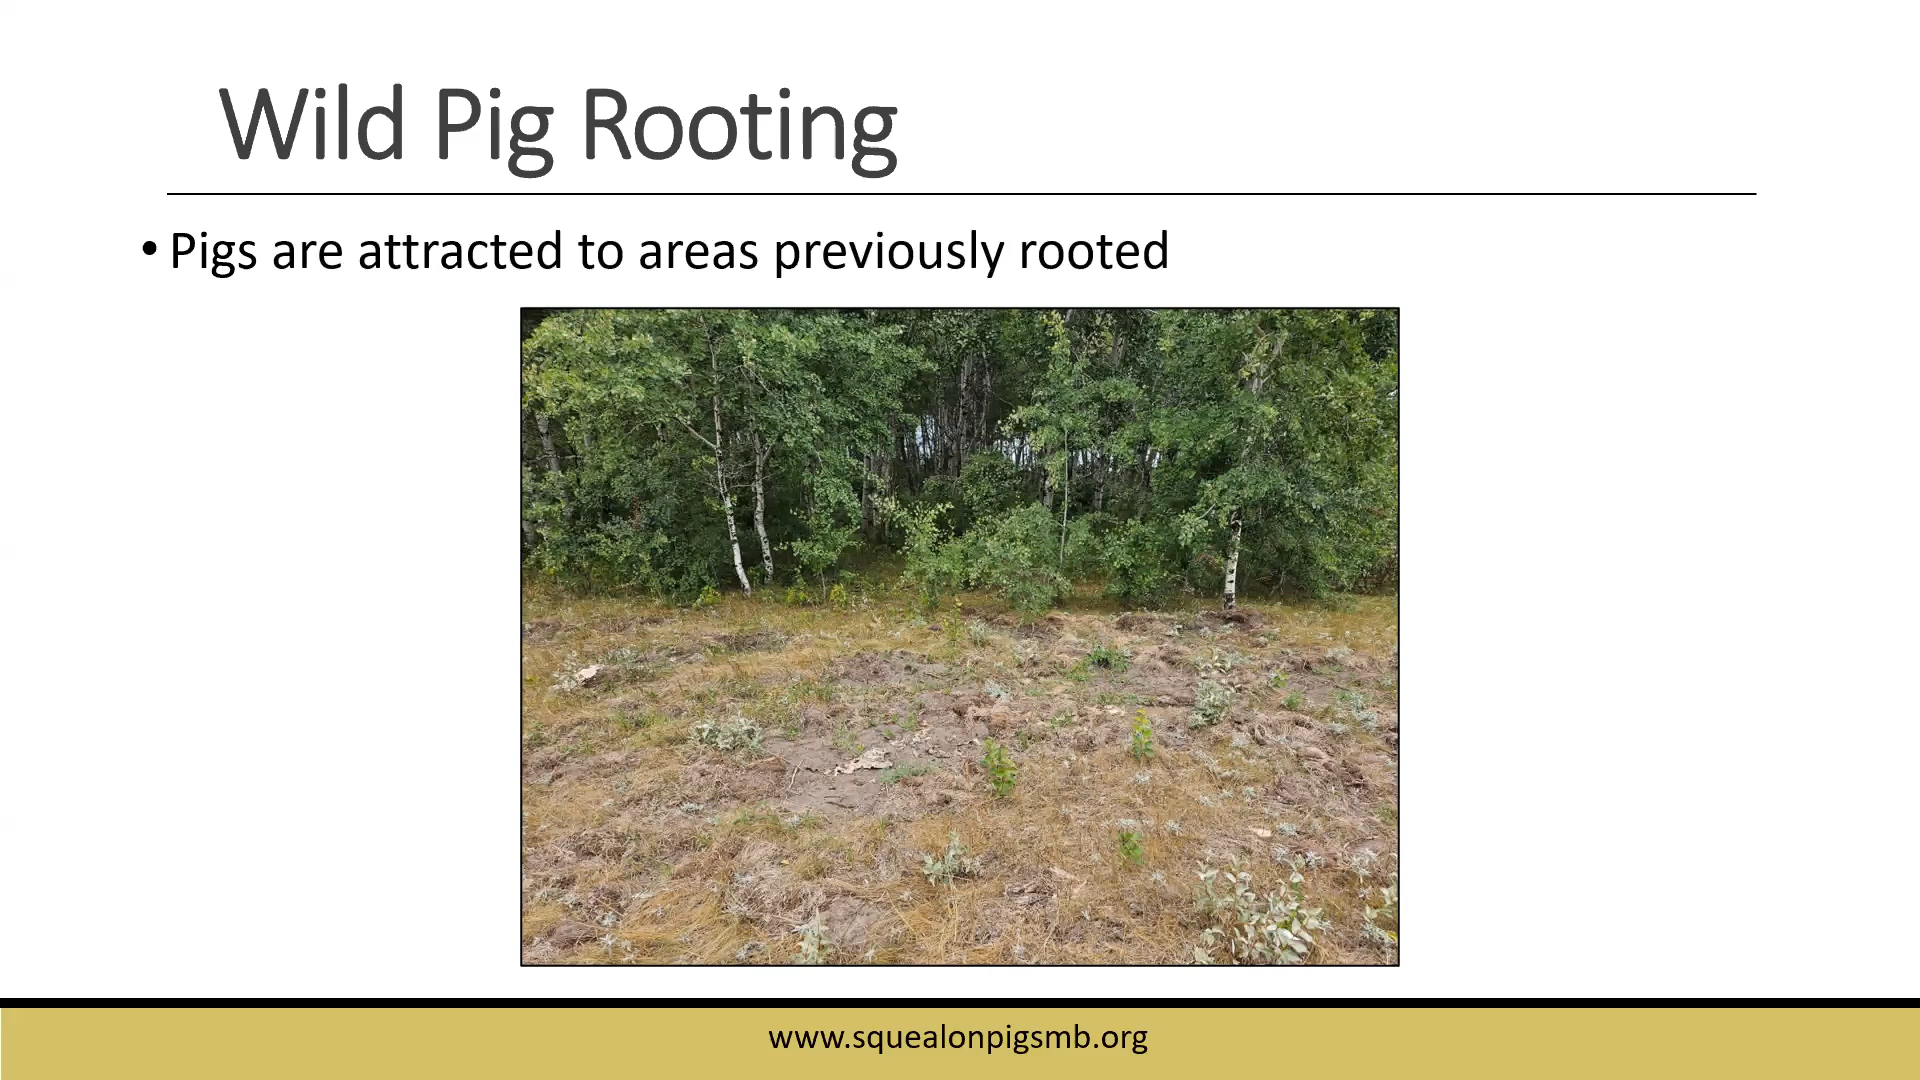 Wild Pig Rooting
• Pigs are attracted to areas previously rooted
www.squealonpigsmb.org